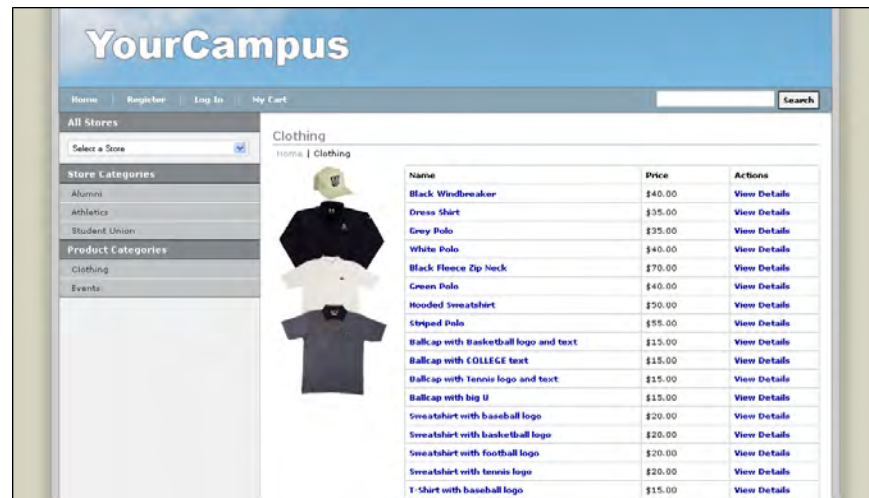 YourCampus
Home Register Log In My Cart Search
All Stores
Select a Store
Store Categories
Alumni
Athletics
Student Union
Product Categories
Clothing
Events
Clothing
Home | Clothing
Name Price Actions
Black Windbreaker $40.00 View Details
Dress Shirt $35.00 View Details
Grey Polo $35.00 View Details
White Polo $40.00 View Details
Black Fleece Zip Neck $70.00 View Details
Green Polo $40.00 View Details
Hooded Sweatshirt $50.00 View Details
Striped Polo $55.00 View Details
Ballcap with Basketball logo and text $15.00 View Details
Ballcap with COLLEGE text $15.00 View Details
Ballcap with Tennis logo and text $15.00 View Details
Ballcap with big U $15.00 View Details
Sweatshirt with baseball logo $20.00 View Details
Sweatshirt with basketball logo $20.00 View Details
Sweatshirt with football logo $20.00 View Details
Sweatshirt with tennis logo $20.00 View Details
T-Shirt with baseball logo $15.00 View Details